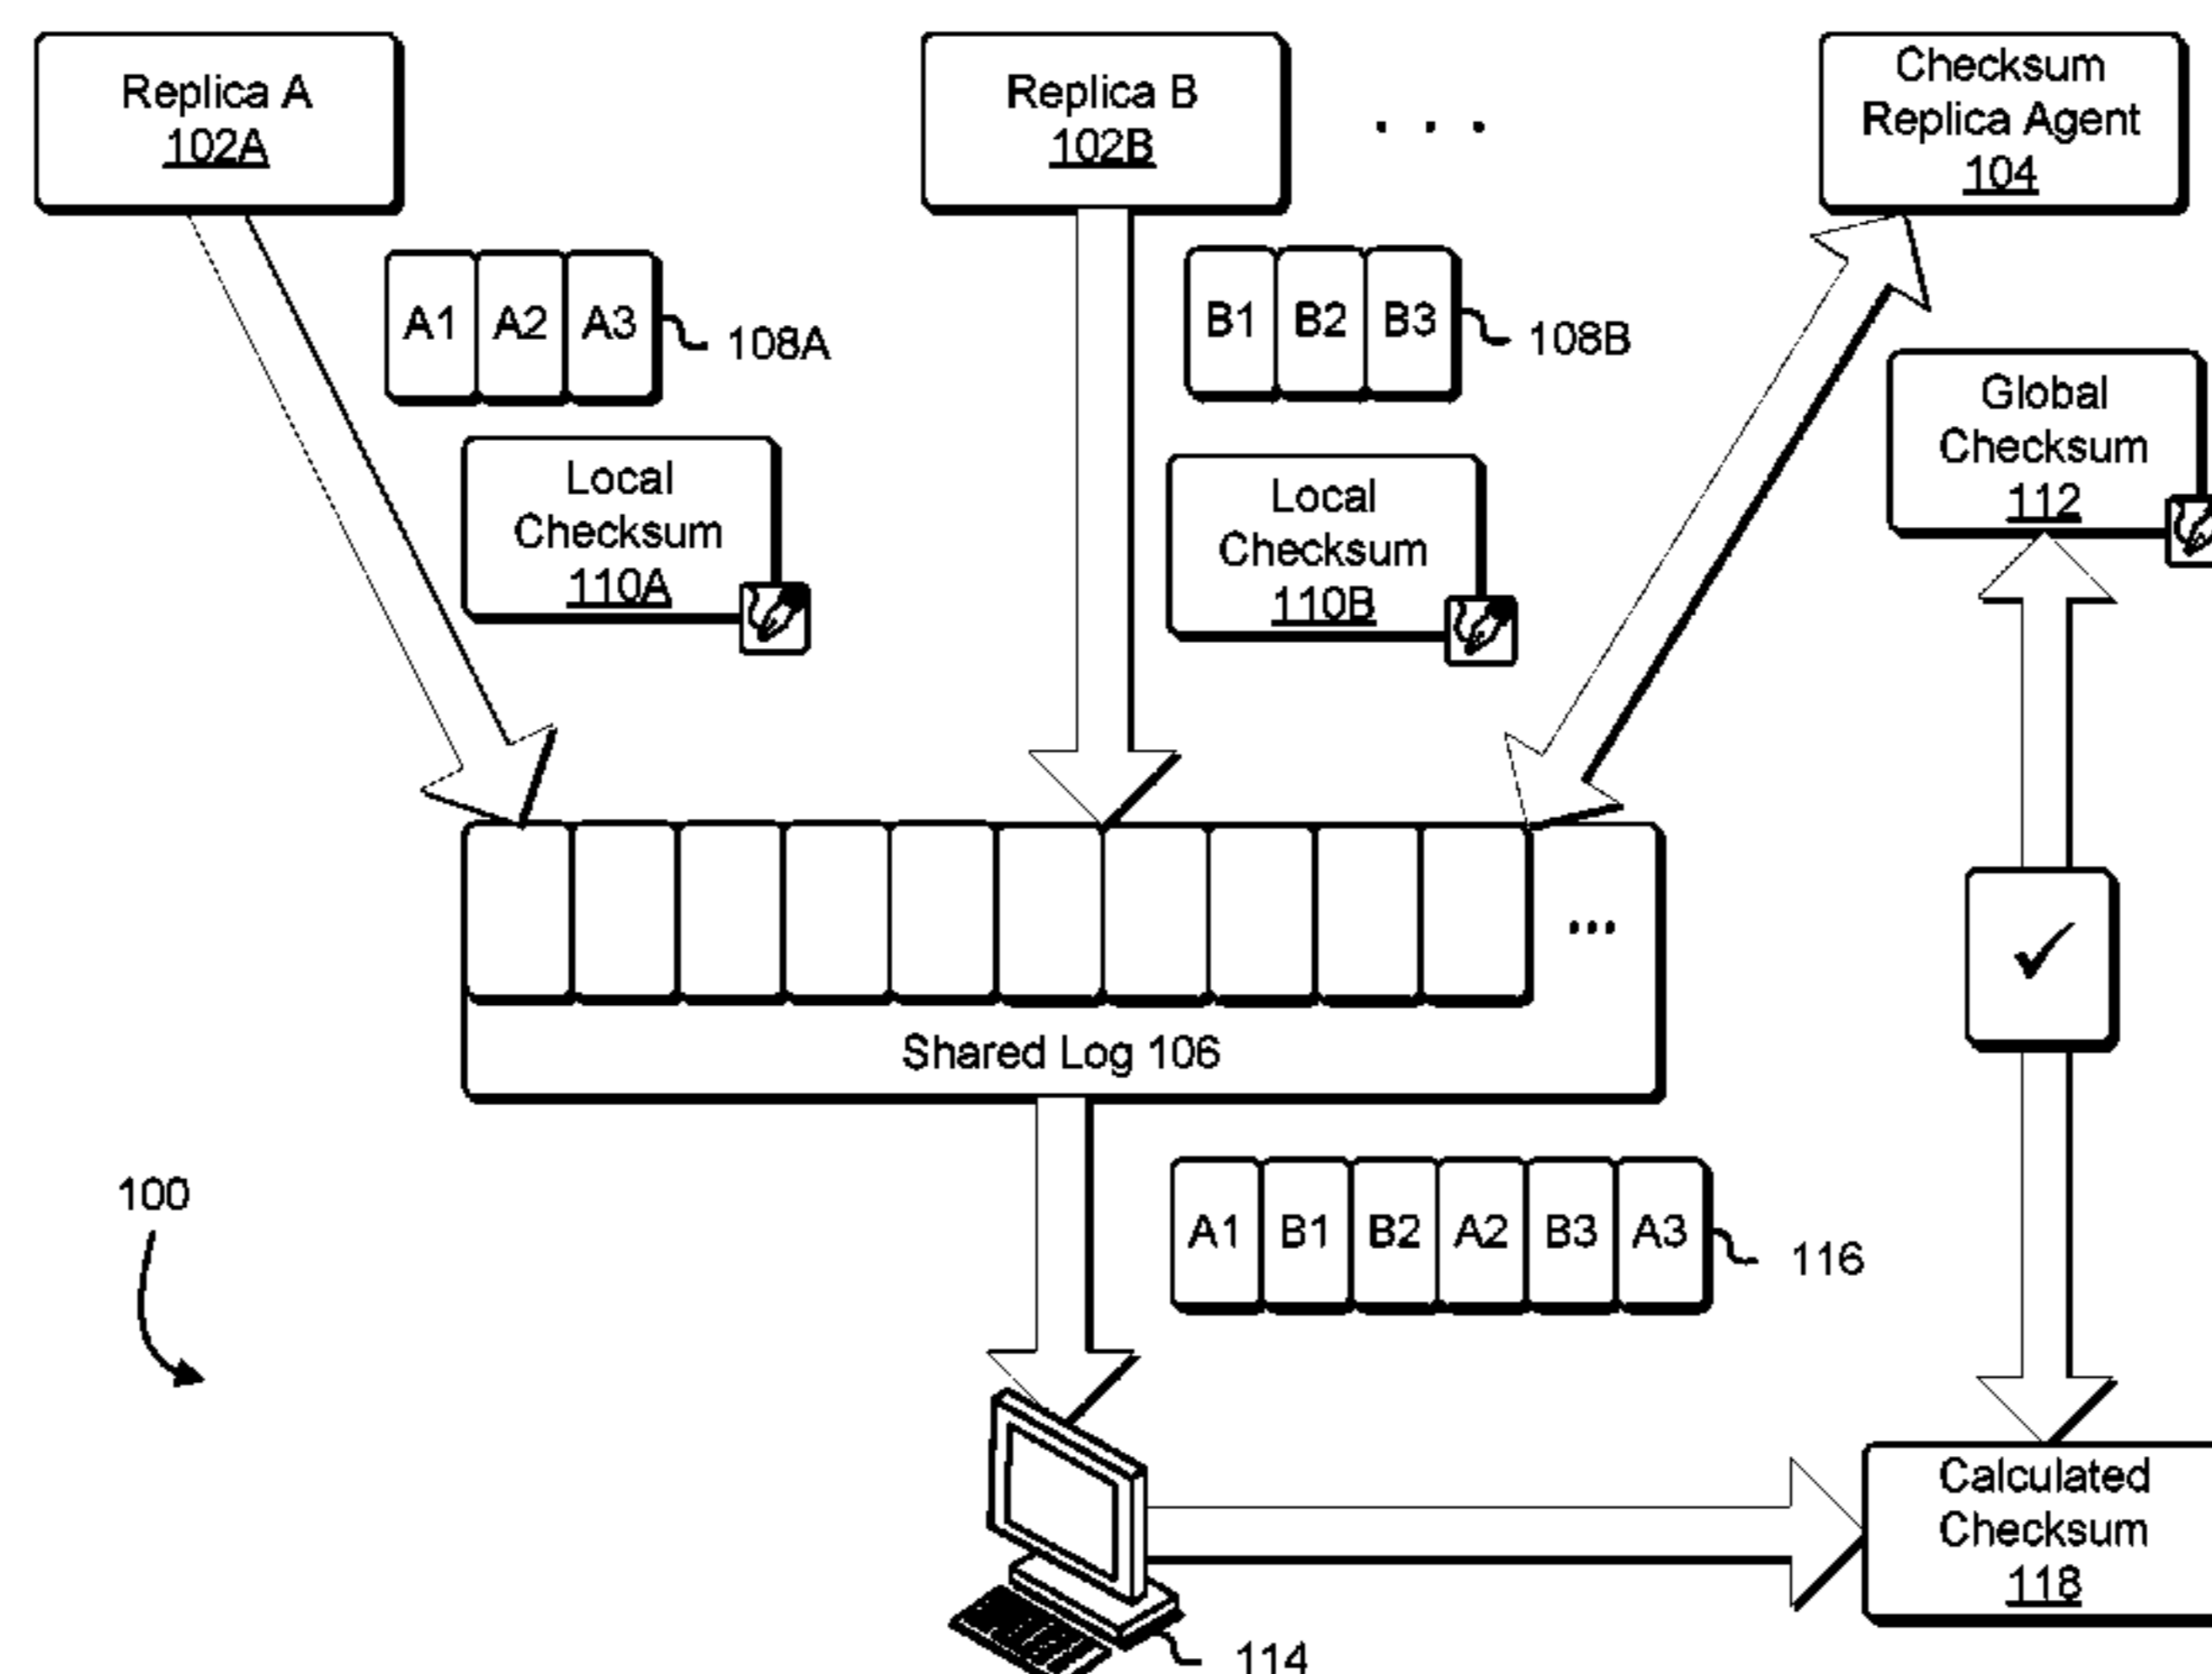 Replica A
102A
Replica B
102B
. . .
Checksum
Replica Agent
104
A1 A2 A3
108A
B1 B2 B3
108B
Global
Checksum
112
Local
Checksum
110A
Local
Checksum
110B
...
Shared Log 106
100
A1 B1 B2 A2 B3 A3
116
Calculated
Checksum
118
114